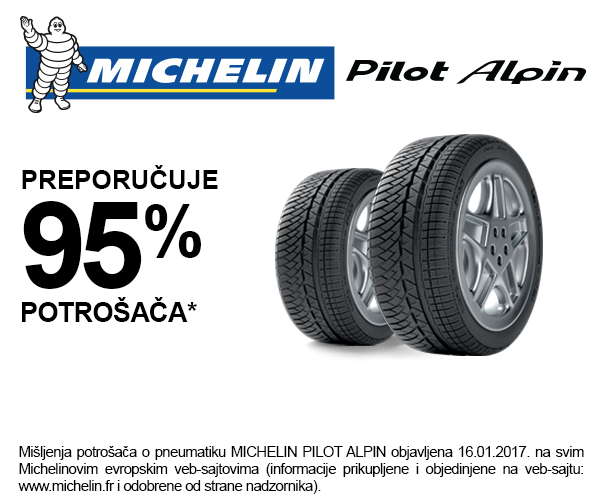 MICHELIN Pilot Alpin
PREPORUČUJE
95%
POTROŠAČA*
Mišljenja potrošača o pneumatiku MICHELIN PILOT ALPIN objavljena 16.01.2017. na svim
Michelinovim evropskim veb-sajtovima (informacije prikupljene i objedinjene na veb-sajtu:
www.michelin.fr i odobrene od strane nadzornika).